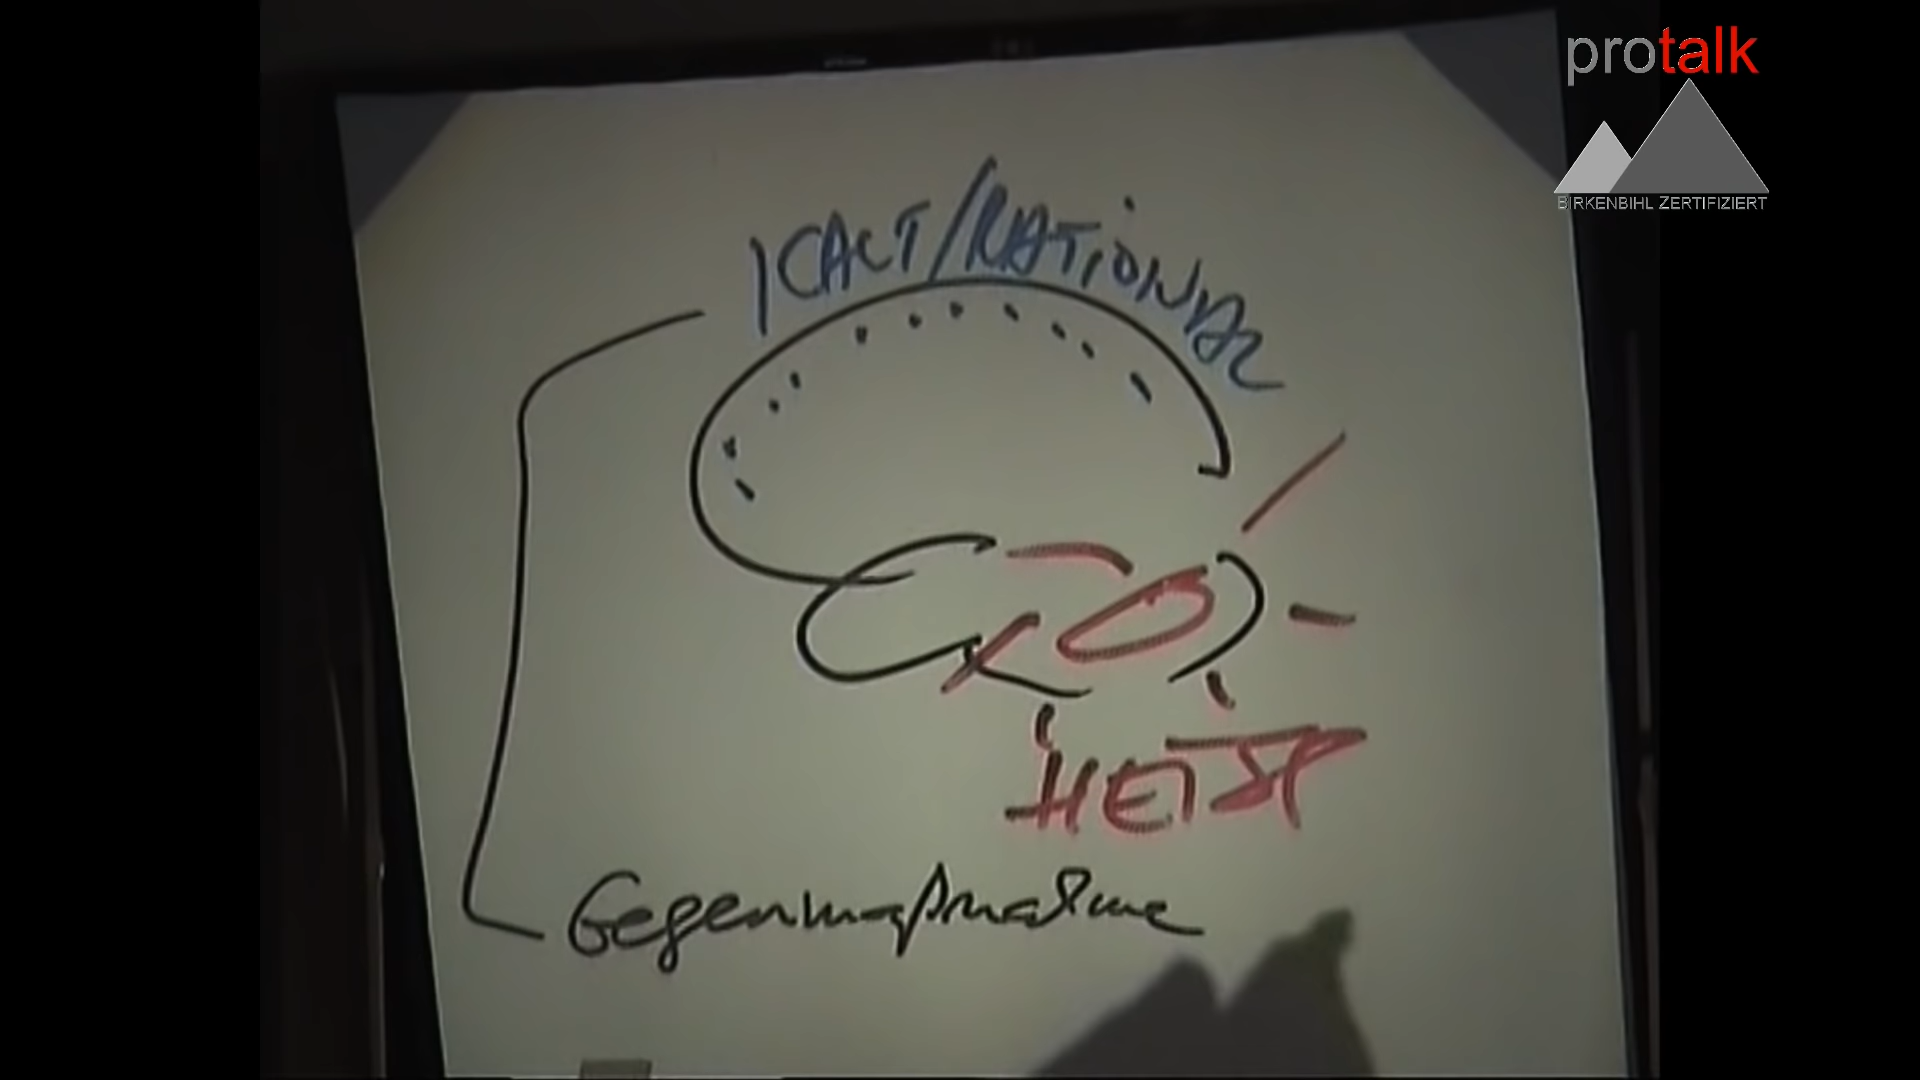 protalk
BIRKENBIHL ZERTIFIZIERT
KALT/RATIONAL
HEIß
Gegenmaßnahme